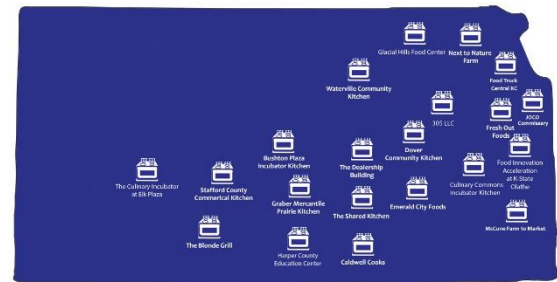 Glacial Hills Food Center
Next to Nature
Farm
Food Truck
Central KC
Waterville Community
Kitchen
305 LLC
JOCO
Commissary
Fresh Out
Foods
Dover
Community Kitchen
Bushton Plaza
Incubator Kitchen
The Dealership
Building
Food Innovation
Acceleration
at K-State
Olathe
Culinary Commons
Incubator Kitchen
The Culinary Incubator
at Elk Plaza
Stafford County
Commerical Kitchen
Graber Mercantile
Prairie Kitchen
Emerald City Foods
The Shared Kitchen
McCune Farm to Market
The Blonde Grill
Harper County
Education Center
Caldwell Cooks